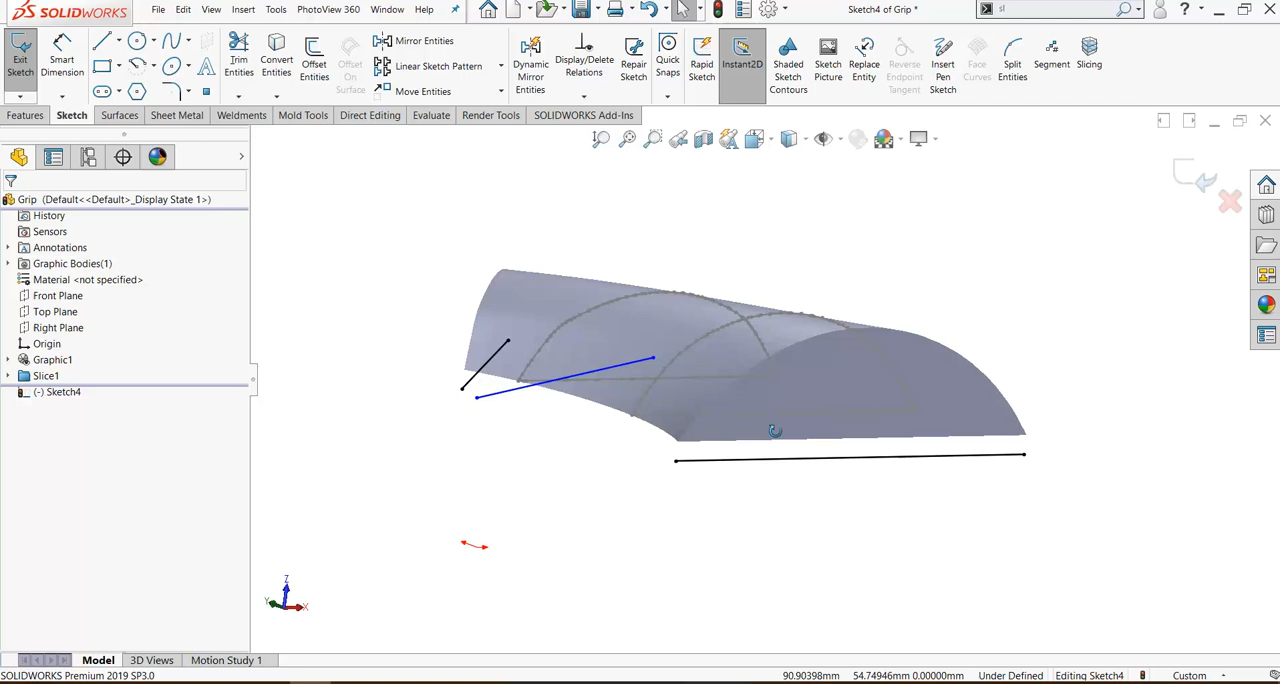 SOLIDWORKS File Edit View Insert Tools PhotoView 360 Window Help Sketch4 of Grip * sl ?
Exit Sketch Smart Dimension Trim Entities Convert Entities Offset Entities Offset On Surface Mirror Entities Linear Sketch Pattern Move Entities Display/Delete Relations Repair Sketch Quick Snaps Rapid Sketch Instant2D Shaded Sketch Contours Sketch Picture Replace Entity Reverse Endpoint Tangent Insert Pen Sketch Face Curves Split Entities Segment Slicing
Dynamic Mirror Entities
Features Sketch Surfaces Sheet Metal Weldments Mold Tools Direct Editing Evaluate Render Tools SOLIDWORKS Add-Ins
Grip (Default<<Default>_Display State 1>)
History
Sensors
Annotations
Graphic Bodies(1)
Material <not specified>
Front Plane
Top Plane
Right Plane
Origin
Graphic1
Slice1
(-) Sketch4
Z
Y X
Model 3D Views Motion Study 1
SOLIDWORKS Premium 2019 SP3.0 90.90398mm 54.74946mm 0.00000mm Under Defined Editing Sketch4 Custom